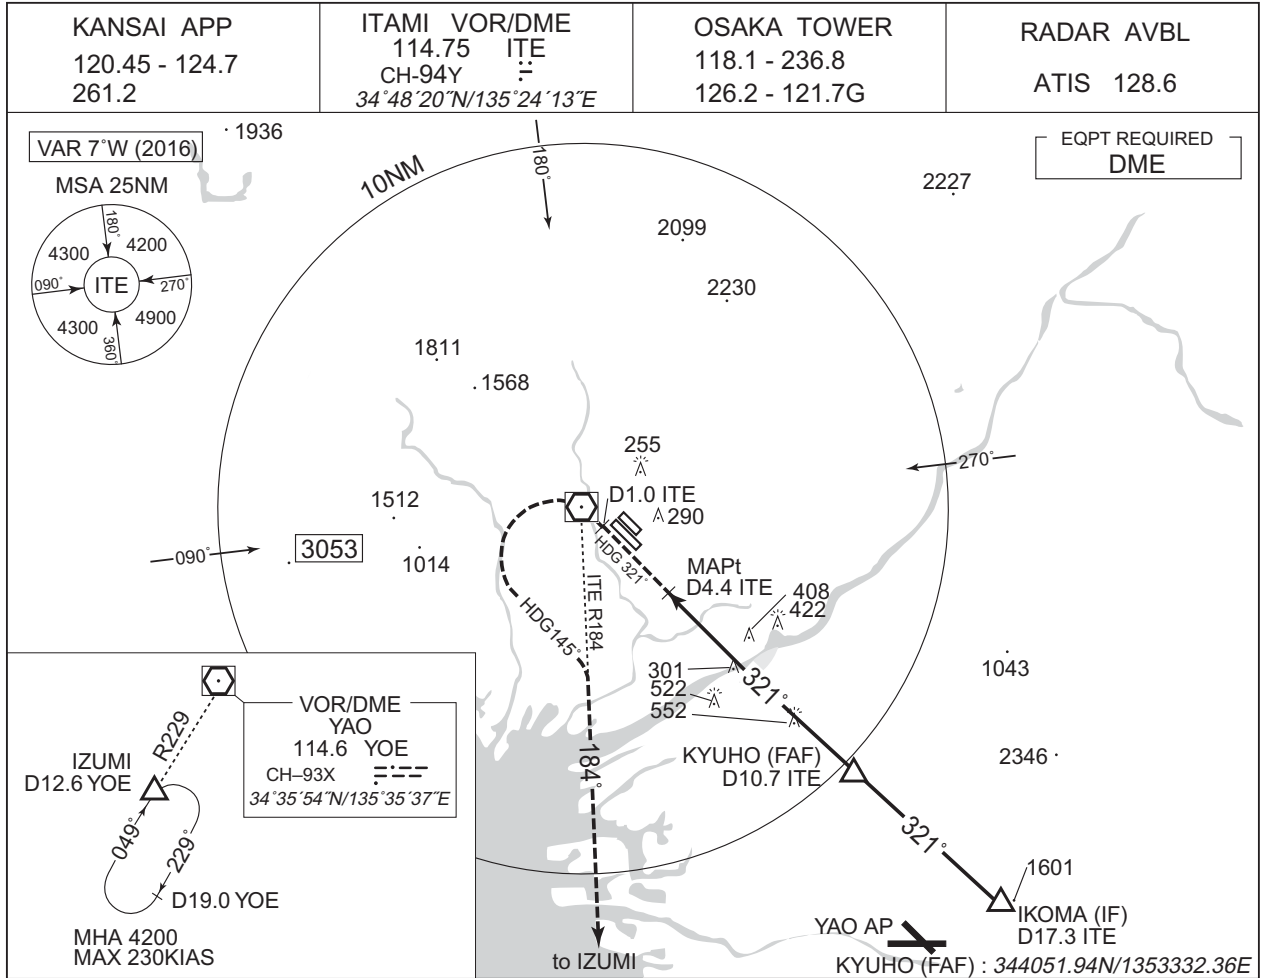 KANSAI APP
120.45 - 124.7
261.2
ITAMI VOR/DME
114.75 ITE
CH-94Y
34˚48´20˝N/135˚24´13˝E
OSAKA TOWER
118.1 - 236.8
126.2 - 121.7G
RADAR AVBL
ATIS 128.6
VAR 7˚W (2016)
1936
EQPT REQUIRED
DME
MSA 25NM
180˚
4300
4200
090˚
ITE
270˚
4300
4900
360˚
10NM
180˚
2227
2099
2230
1811
1568
255
270˚
D1.0 ITE
290
1512
3053
1014
090˚
HDG 321˚
MAPt
D4.4 ITE
408
422
ITE R184
HDG145˚
301
522
552
321˚
1043
2346
KYUHO (FAF)
D10.7 ITE
184˚
321˚
1601
IKOMA (IF)
D17.3 ITE
YAO AP
to IZUMI
KYUHO (FAF) : 344051.94N/1353332.36E
VOR/DME
YAO
114.6 YOE
CH–93X
34˚35´54˝N/135˚35´37˝E
R229
IZUMI
D12.6 YOE
049˚
229˚
D19.0 YOE
MHA 4200
MAX 230KIAS